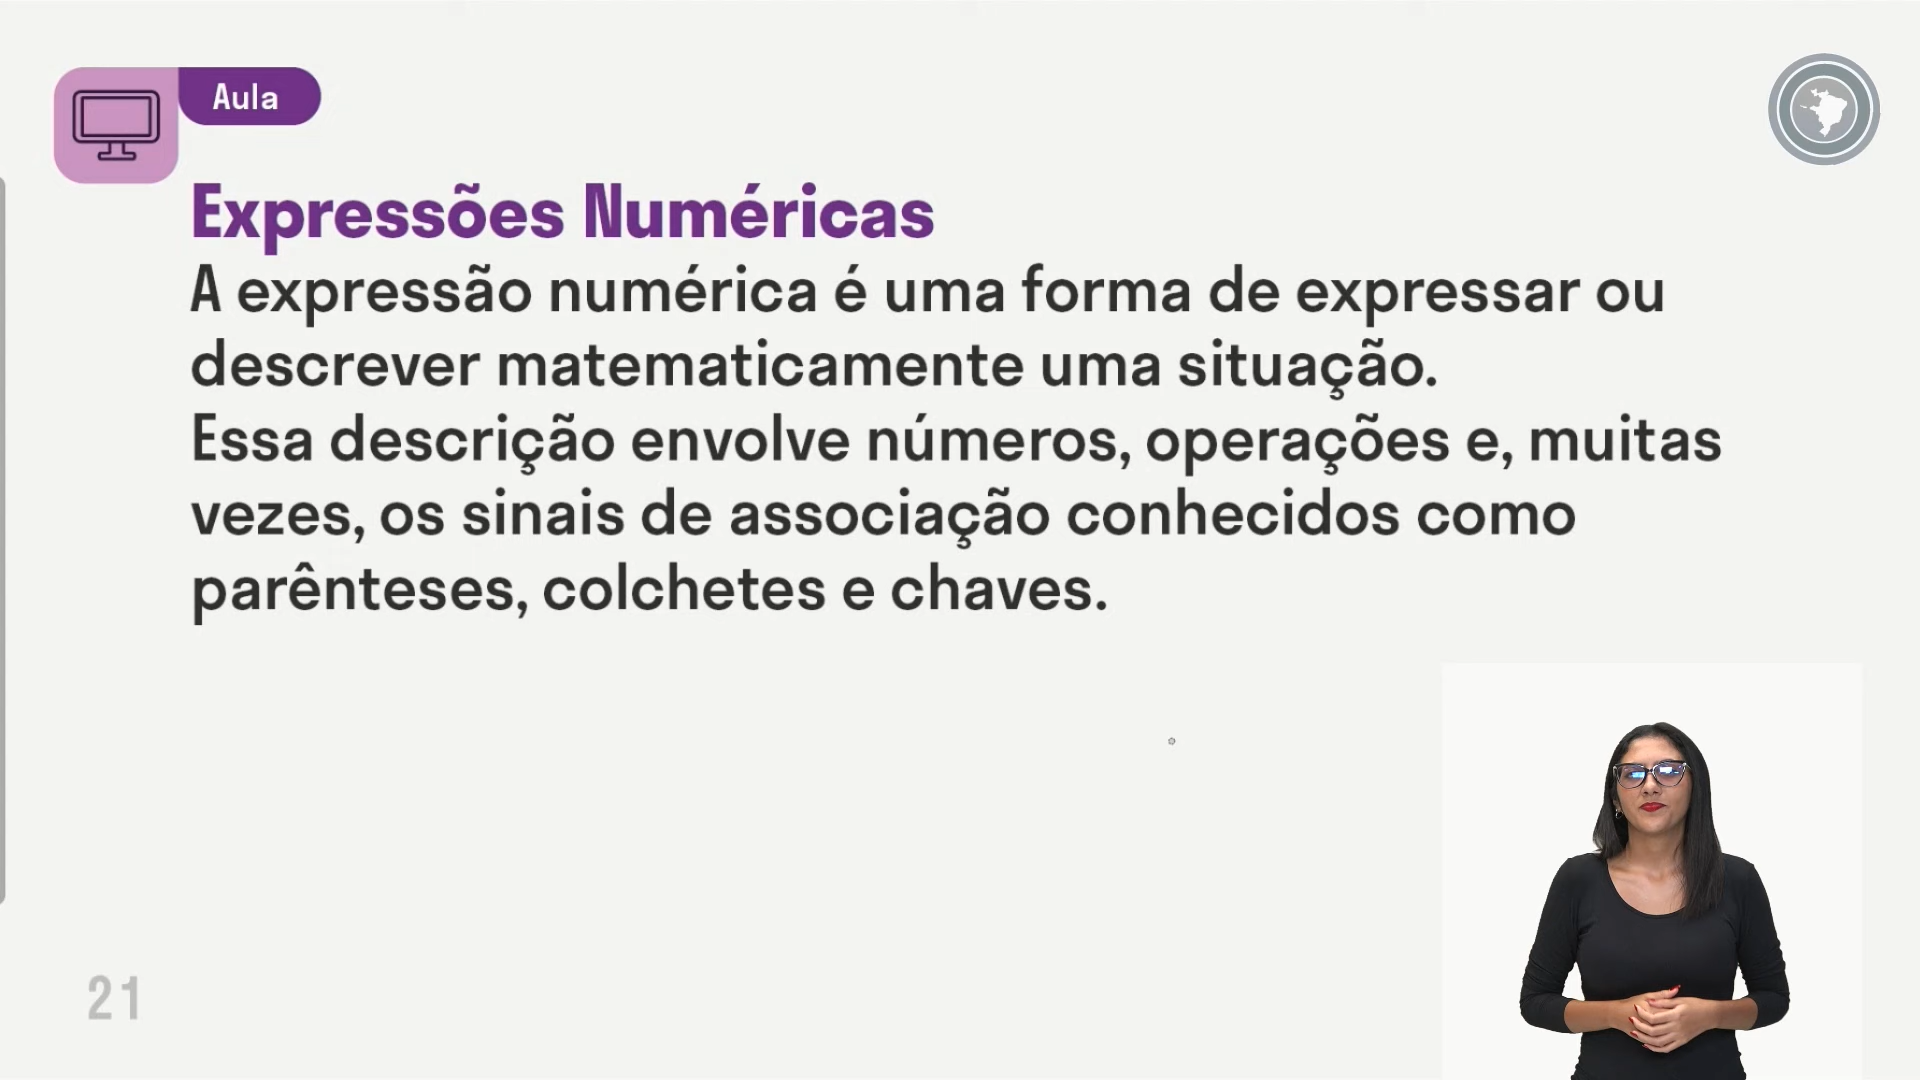 Aula
Expressões Numéricas
A expressão numérica é uma forma de expressar ou
descrever matematicamente uma situação.
Essa descrição envolve números, operações e, muitas
vezes, os sinais de associação conhecidos como
parênteses, colchetes e chaves.
21